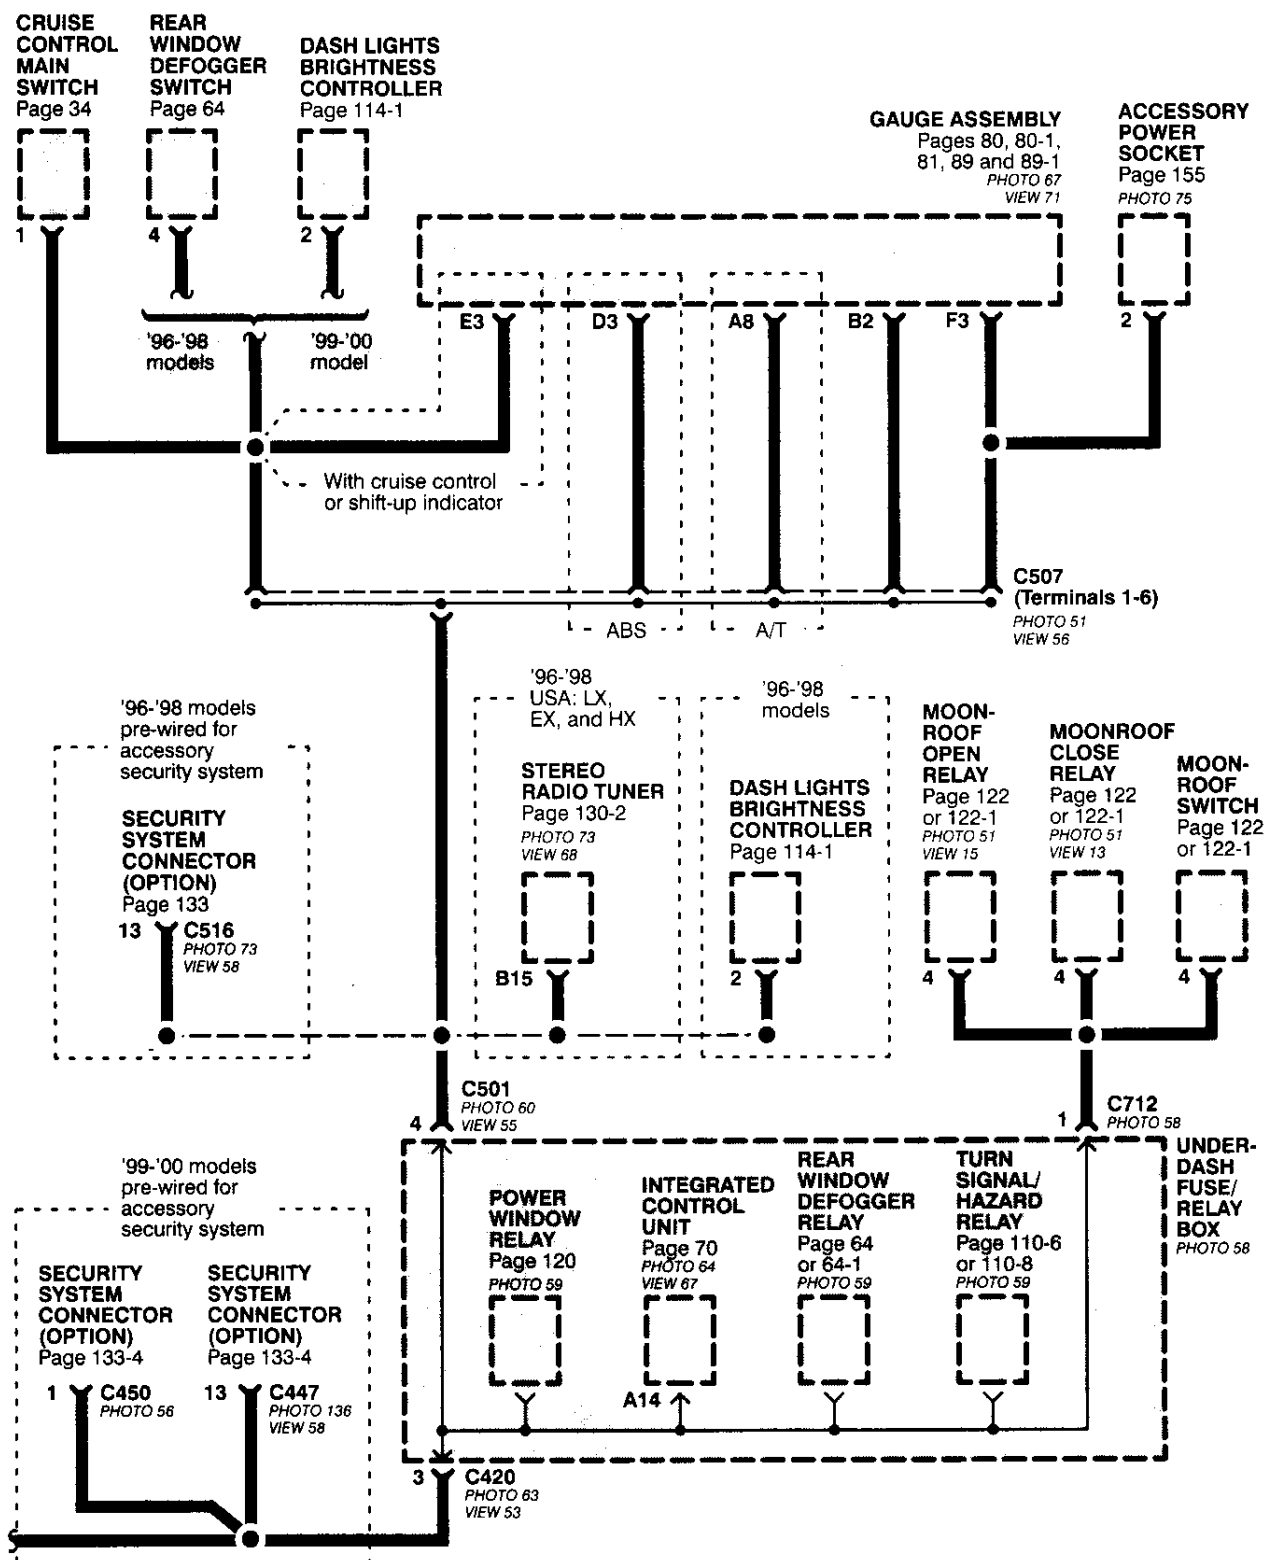 CRUISE
CONTROL
MAIN
SWITCH
Page 34
REAR
WINDOW
DEFOGGER
SWITCH
Page 64
DASH LIGHTS
BRIGHTNESS
CONTROLLER
Page 114-1
GAUGE ASSEMBLY
Pages 80, 80-1,
81, 89 and 89-1
PHOTO 67
VIEW 71
ACCESSORY
POWER
SOCKET
Page 155
PHOTO 75
1
4
2
E3
D3
A8
B2
F3
2
'96-'98
models
'99-'00
model
With cruise control
or shift-up indicator
ABS
A/T
C507
(Terminals 1-6)
PHOTO 51
VIEW 56
'96-'98 models
pre-wired for
accessory
security system
SECURITY
SYSTEM
CONNECTOR
(OPTION)
Page 133
13
C516
PHOTO 73
VIEW 58
'96-'98
USA: LX,
EX, and HX
STEREO
RADIO TUNER
Page 130-2
PHOTO 73
VIEW 68
B15
'96-'98
models
DASH LIGHTS
BRIGHTNESS
CONTROLLER
Page 114-1
2
MOON-
ROOF
OPEN
RELAY
Page 122
or 122-1
PHOTO 51
VIEW 15
4
MOONROOF
CLOSE
RELAY
Page 122
or 122-1
PHOTO 51
VIEW 13
4
MOON-
ROOF
SWITCH
Page 122
or 122-1
4
4
C501
PHOTO 60
VIEW 55
1
C712
PHOTO 58
UNDER-
DASH
FUSE/
RELAY
BOX
PHOTO 58
POWER
WINDOW
RELAY
Page 120
PHOTO 59
INTEGRATED
CONTROL
UNIT
Page 70
PHOTO 64
VIEW 67
A14
REAR
WINDOW
DEFOGGER
RELAY
Page 64
or 64-1
PHOTO 59
TURN
SIGNAL/
HAZARD
RELAY
Page 110-6
or 110-8
PHOTO 59
'99-'00 models
pre-wired for
accessory
security system
SECURITY
SYSTEM
CONNECTOR
(OPTION)
Page 133-4
1
C450
PHOTO 56
SECURITY
SYSTEM
CONNECTOR
(OPTION)
Page 133-4
13
C447
PHOTO 136
VIEW 58
3
C420
PHOTO 63
VIEW 53